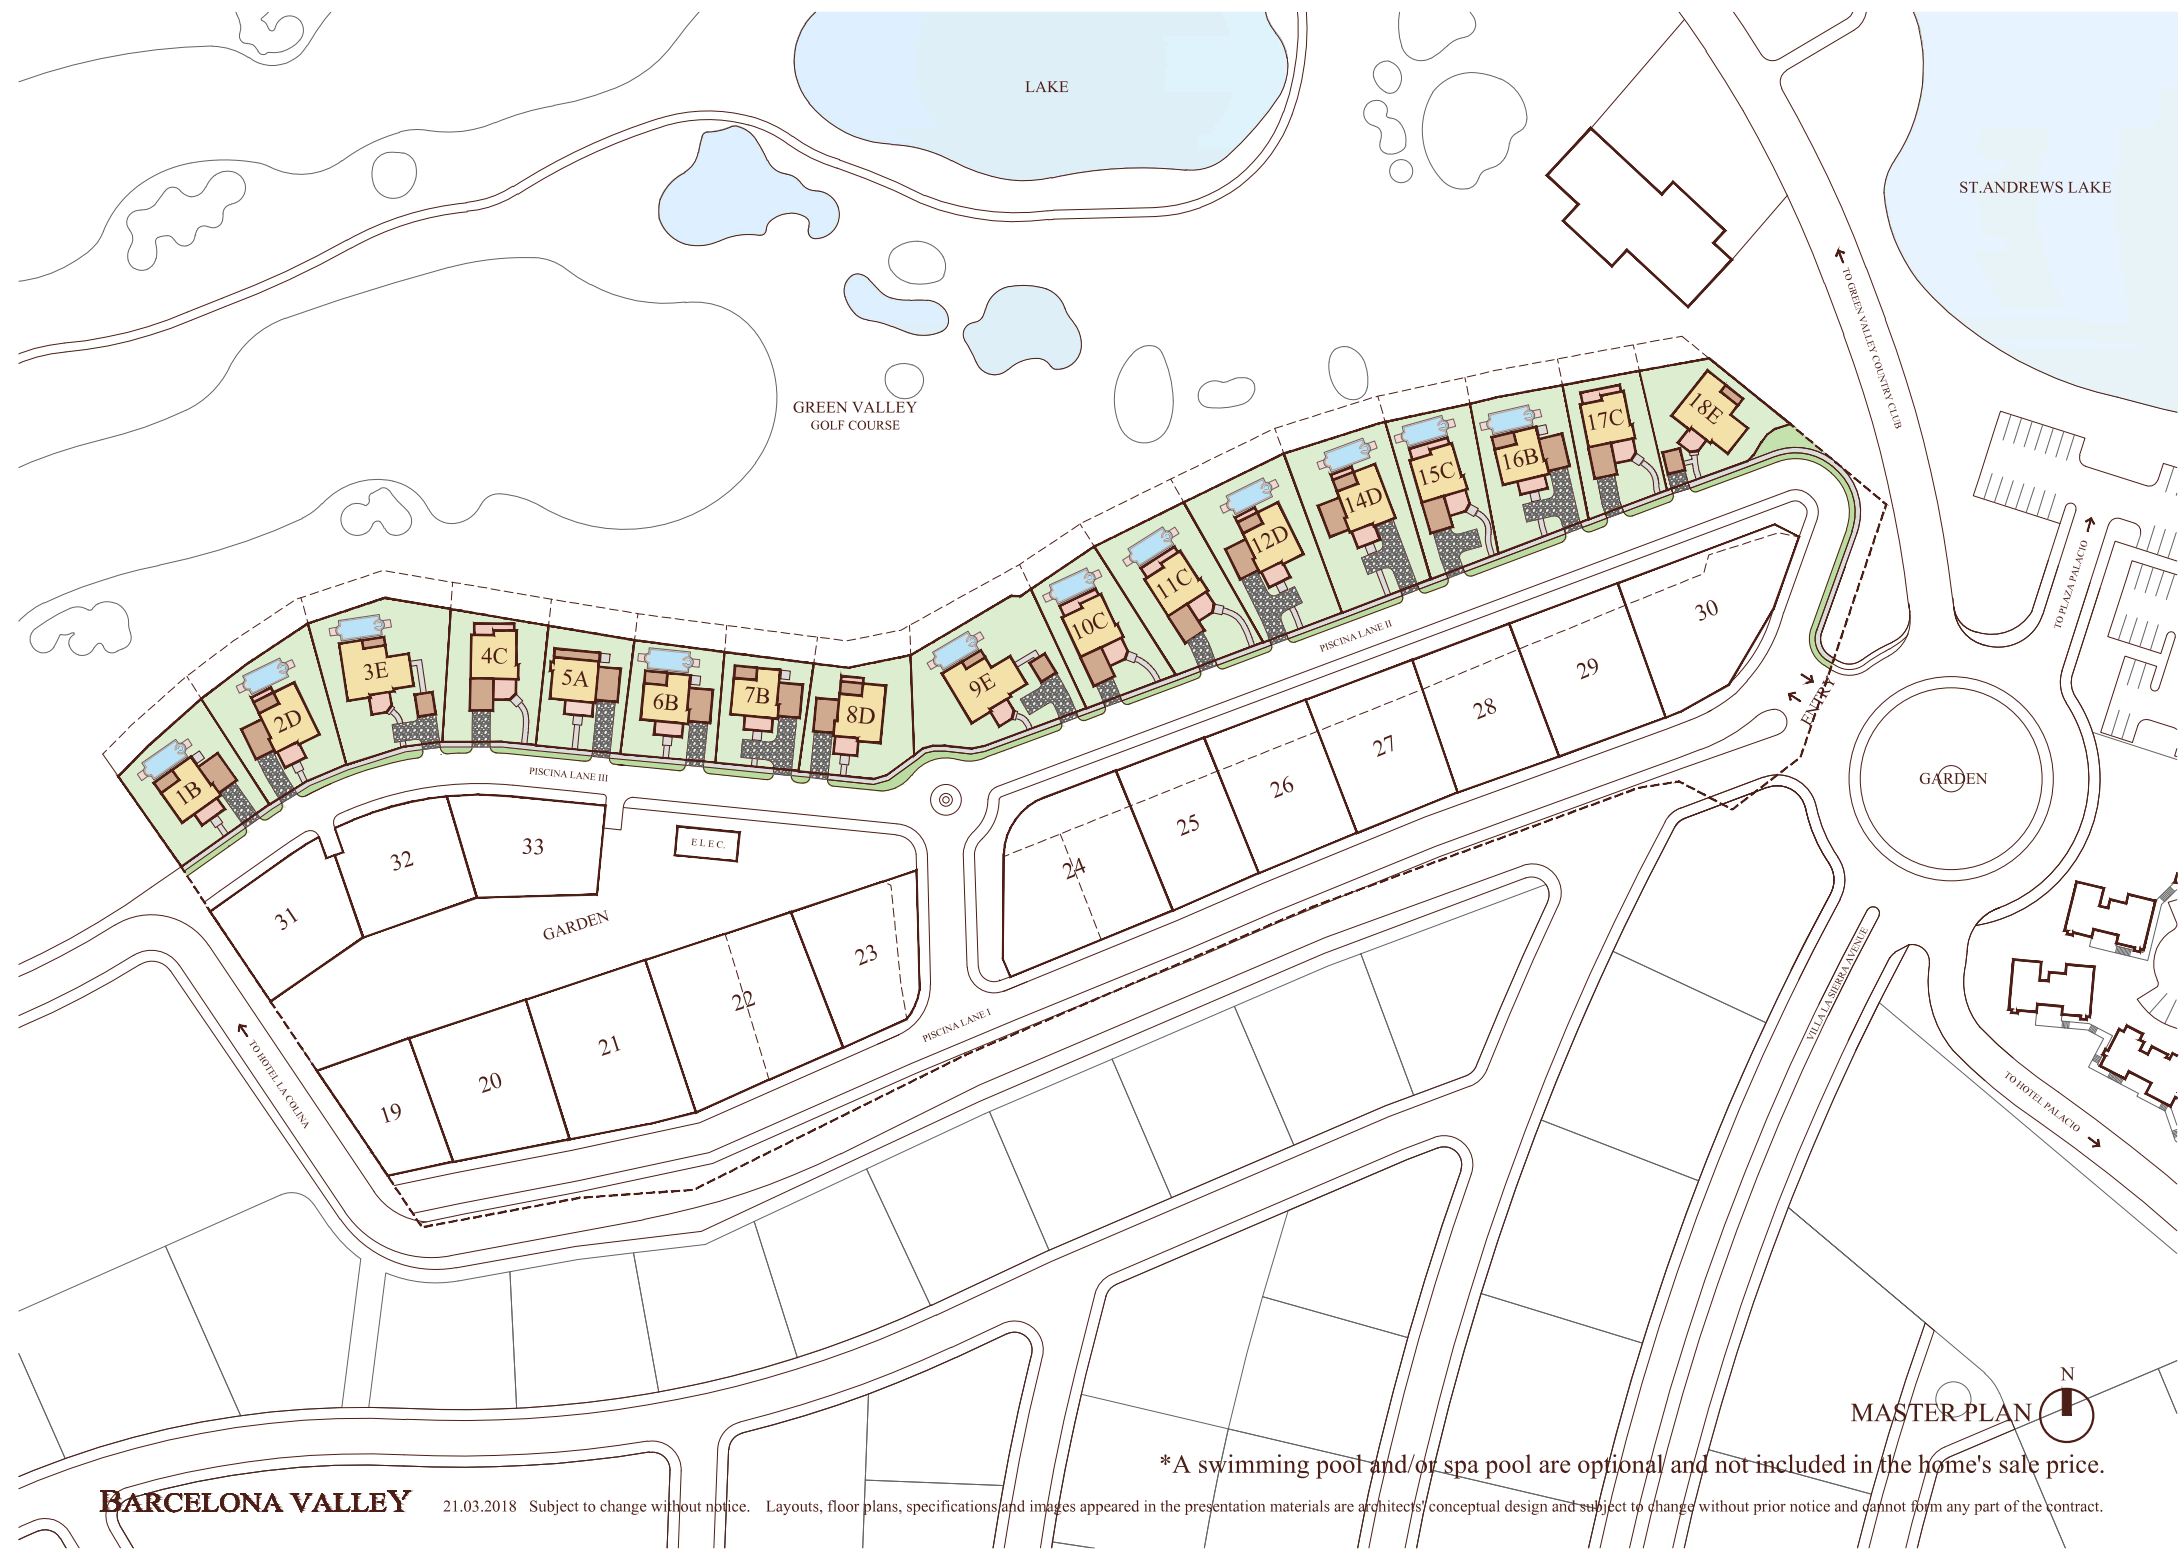 LAKE
ST.ANDREWS LAKE
TO GREEN VALLEY COUNTRY CLUB
GREEN VALLEY
GOLF COURSE
18E
17C
16B
15C
14D
12D
11C
10C
9E
8D
7B
6B
5A
4C
3E
2D
1B
TO PLAZA PALACIO
PISCINA LANE II
30
29
28
27
26
25
24
ENTRY
GARDEN
PISCINA LANE III
ELEC.
33
32
31
GARDEN
23
22
21
20
19
PISCINA LANE I
VILLA LA SIERRA AVENUE
TO HOTEL LA COLINA
TO HOTEL PALACIO
N
MASTER PLAN
*A swimming pool and/or spa pool are optional and not included in the home's sale price.
BARCELONA VALLEY
21.03.2018 Subject to change without notice. Layouts, floor plans, specifications and images appeared in the presentation materials are architects' conceptual design and subject to change without prior notice and cannot form any part of the contract.